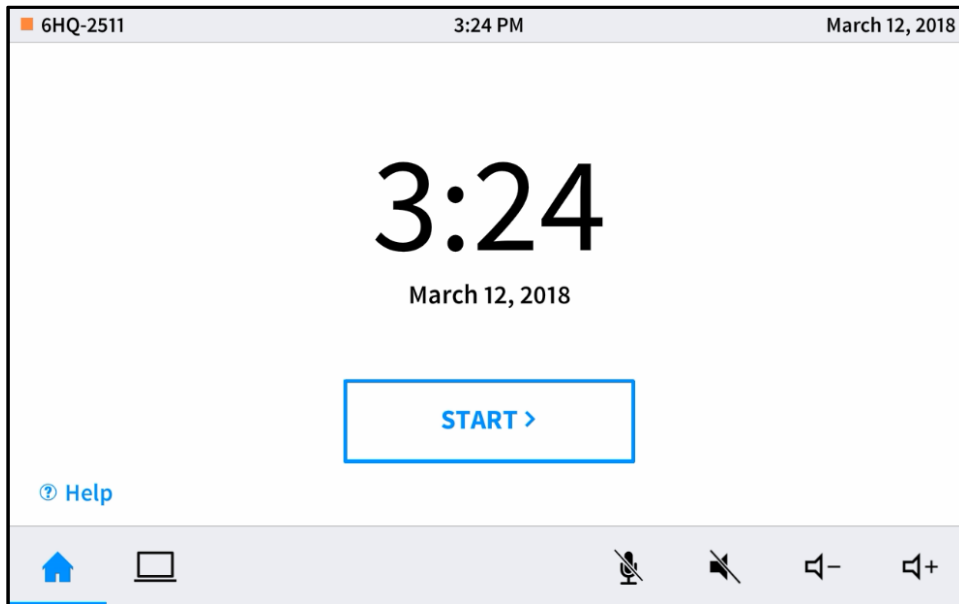 6HQ-2511 3:24 PM March 12, 2018
3:24
March 12, 2018
START >
? Help